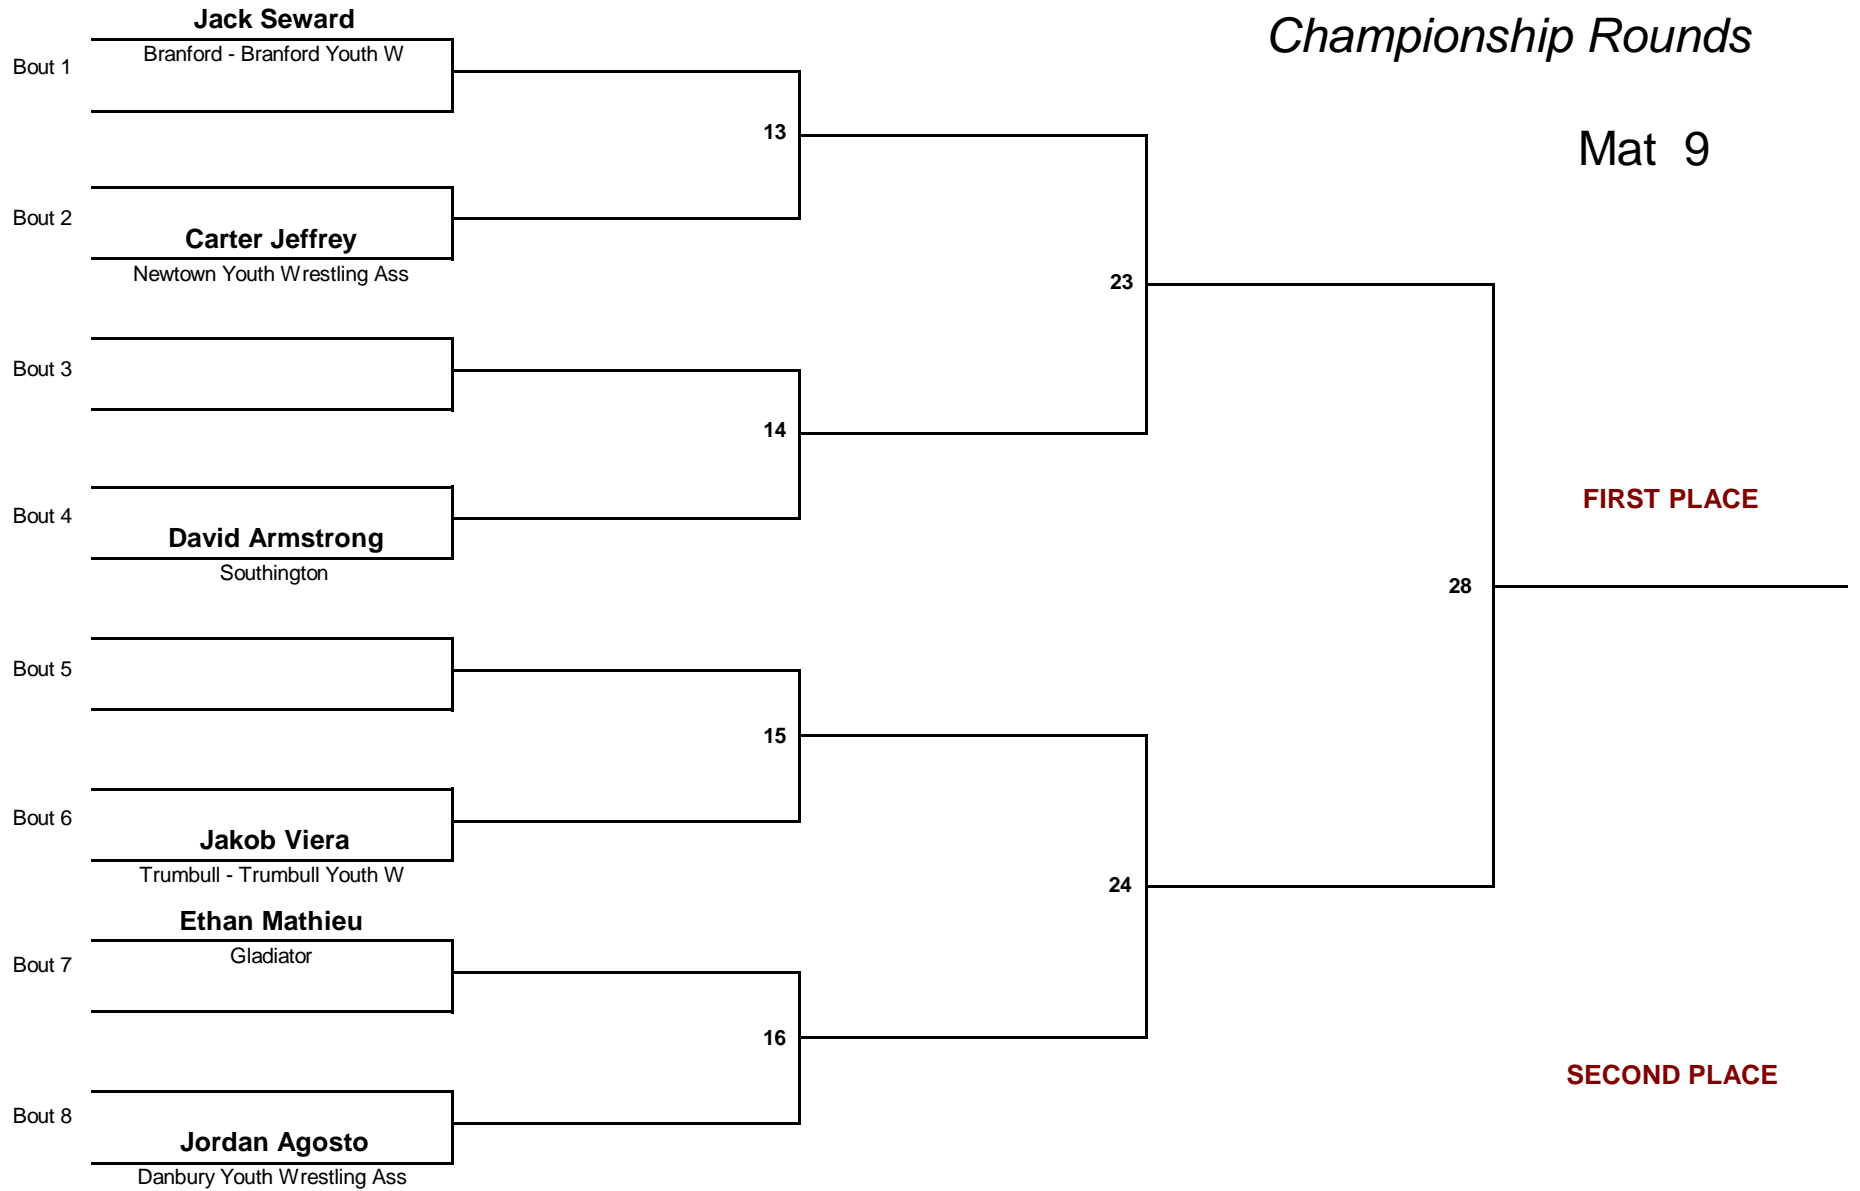 Jack Seward
Championship Rounds
Branford - Branford Youth W
Bout 1
13
Mat 9
Bout 2
Carter Jeffrey
Newtown Youth Wrestling Ass
23
Bout 3
14
FIRST PLACE
Bout 4
David Armstrong
Southington
28
Bout 5
15
Bout 6
Jakob Viera
Trumbull - Trumbull Youth W
24
Ethan Mathieu
Gladiator
Bout 7
16
SECOND PLACE
Bout 8
Jordan Agosto
Danbury Youth Wrestling Ass